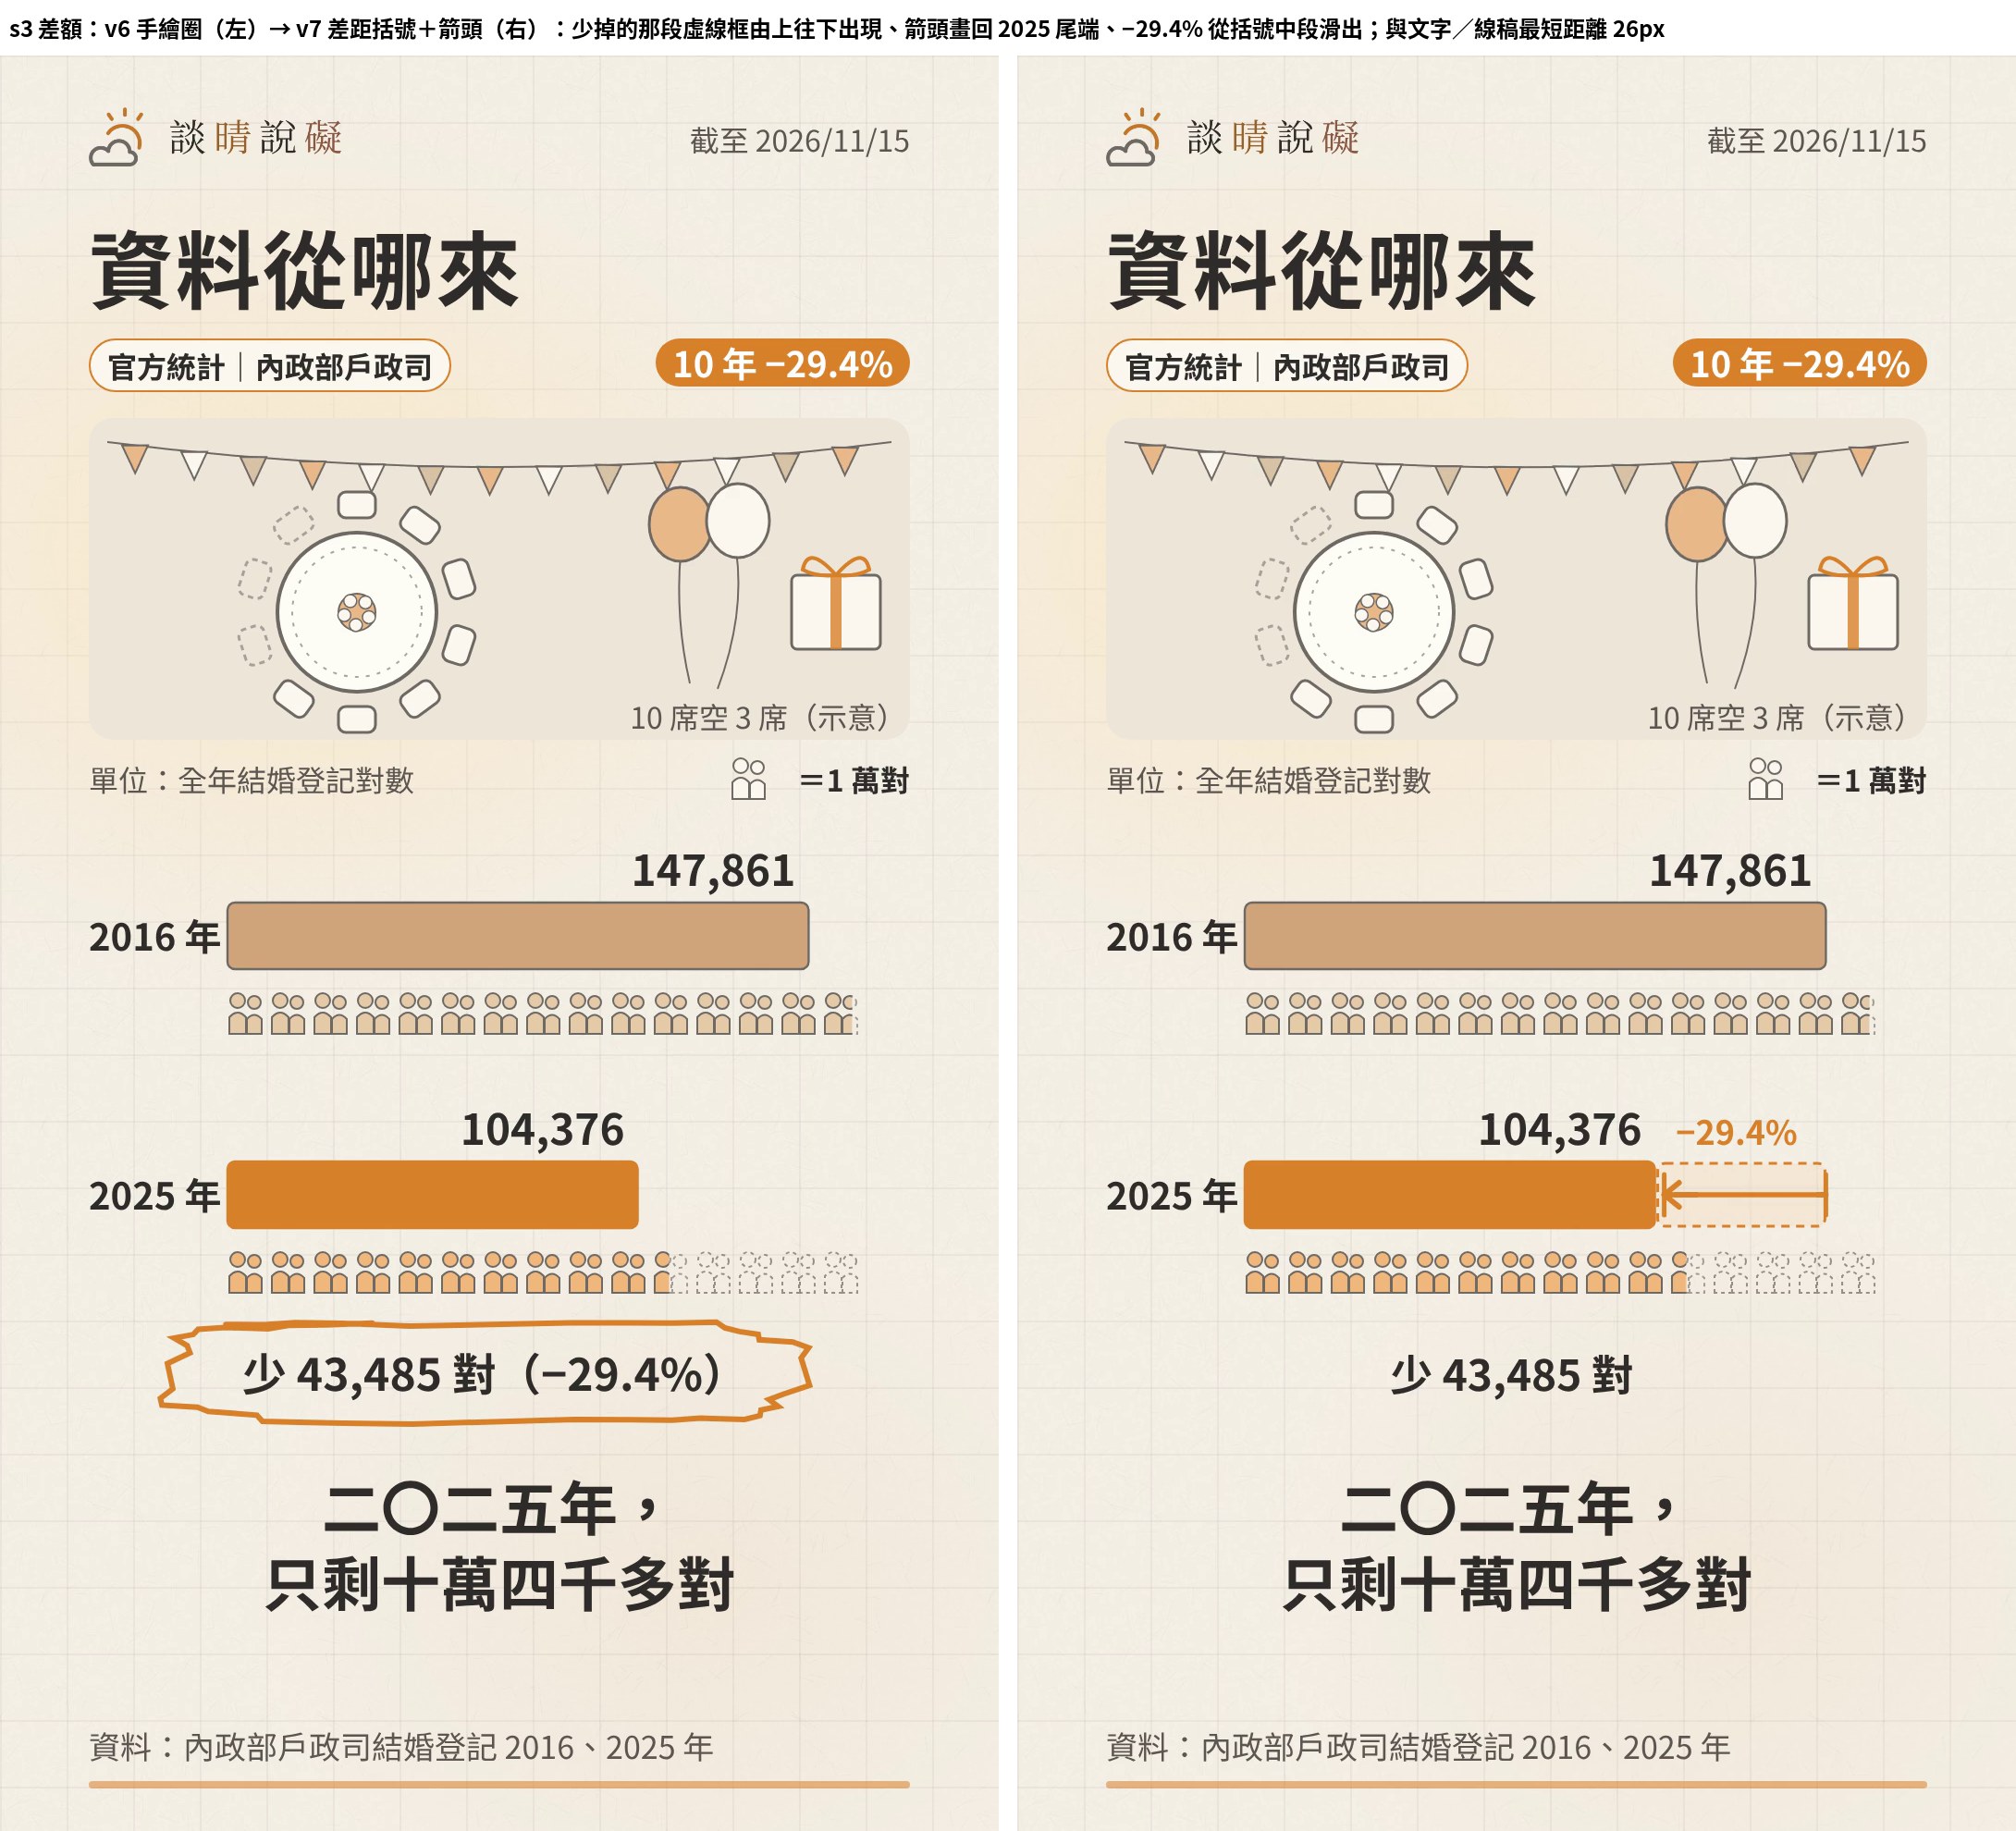 s3 差額：v6 手繪圈（左）→ v7 差距括號＋箭頭（右）：少掉的那段虛線框由上往下出現、箭頭畫回 2025 尾端、−29.4% 從括號中段滑出；與文字／線稿最短距離 26px
談晴說礙
截至 2026/11/15
資料從哪來
官方統計｜內政部戶政司
10 年 −29.4%
10 席空 3 席（示意）
單位：全年結婚登記對數
＝1 萬對
147,861
2016 年
104,376
2025 年
少 43,485 對（−29.4%）
二〇二五年，
只剩十萬四千多對
資料：內政部戶政司結婚登記 2016、2025 年
談晴說礙
截至 2026/11/15
資料從哪來
官方統計｜內政部戶政司
10 年 −29.4%
10 席空 3 席（示意）
單位：全年結婚登記對數
＝1 萬對
147,861
2016 年
104,376
−29.4%
2025 年
少 43,485 對
二〇二五年，
只剩十萬四千多對
資料：內政部戶政司結婚登記 2016、2025 年